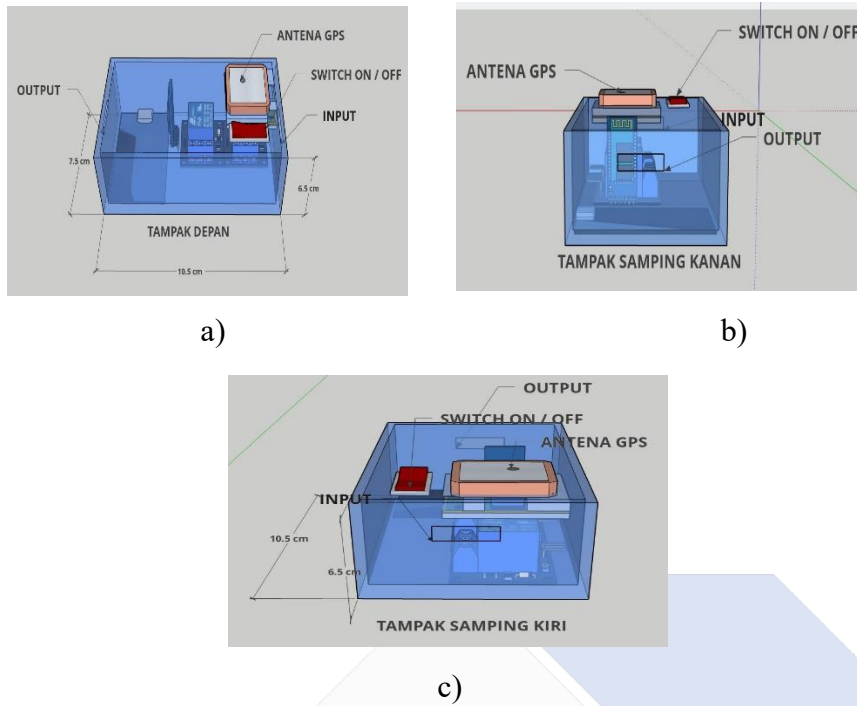 ANTENA GPS
SWITCH ON / OFF
OUTPUT
INPUT
7.5 cm
6.5 cm
TAMPAK DEPAN
10.5 cm
a)
SWITCH ON / OFF
ANTENA GPS
INPUT
OUTPUT
TAMPAK SAMPING KANAN
b)
OUTPUT
SWITCH ON / OFF
ANTENA GPS
INPUT
10.5 cm
6.5 cm
TAMPAK SAMPING KIRI
c)